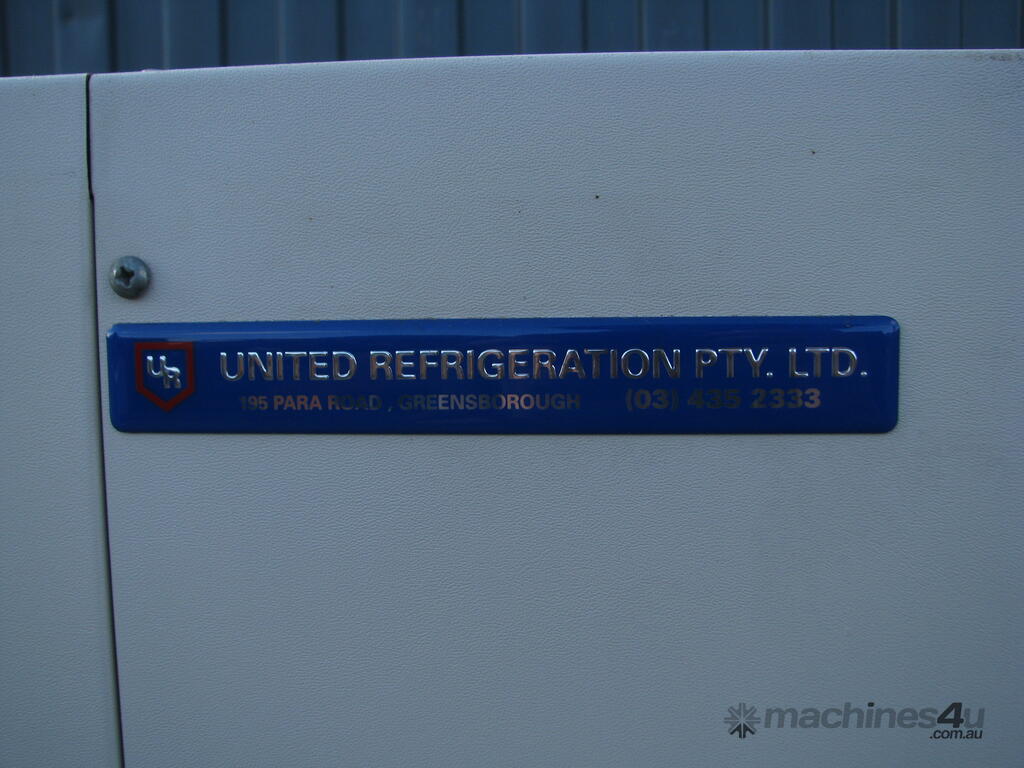 UR
UNITED REFRIGERATION PTY. LTD.
195 PARA ROAD , GREENSBOROUGH (03) 435 2333
machines4u
.com.au